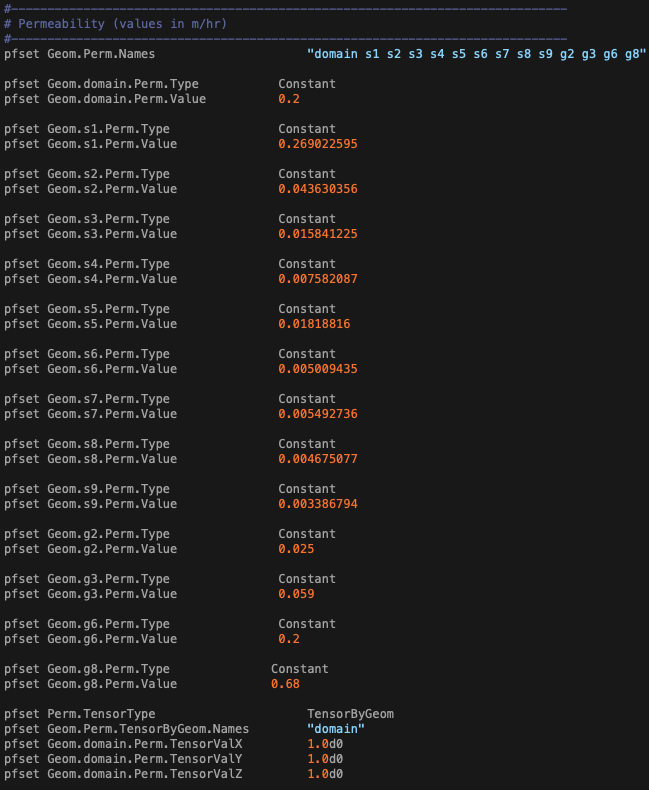 #-----------------------------------------------------------------------------
# Permeability (values in m/hr)
#-----------------------------------------------------------------------------
pfset Geom.Perm.Names                     "domain s1 s2 s3 s4 s5 s6 s7 s8 s9 g2 g3 g6 g8"
pfset Geom.domain.Perm.Type           Constant
pfset Geom.domain.Perm.Value          0.2
pfset Geom.s1.Perm.Type               Constant
pfset Geom.s1.Perm.Value              0.269022595
pfset Geom.s2.Perm.Type               Constant
pfset Geom.s2.Perm.Value              0.043630356
pfset Geom.s3.Perm.Type               Constant
pfset Geom.s3.Perm.Value              0.015841225
pfset Geom.s4.Perm.Type               Constant
pfset Geom.s4.Perm.Value              0.007582087
pfset Geom.s5.Perm.Type               Constant
pfset Geom.s5.Perm.Value              0.01818816
pfset Geom.s6.Perm.Type               Constant
pfset Geom.s6.Perm.Value              0.005009435
pfset Geom.s7.Perm.Type               Constant
pfset Geom.s7.Perm.Value              0.005492736
pfset Geom.s8.Perm.Type               Constant
pfset Geom.s8.Perm.Value              0.004675077
pfset Geom.s9.Perm.Type               Constant
pfset Geom.s9.Perm.Value              0.003386794
pfset Geom.g2.Perm.Type               Constant
pfset Geom.g2.Perm.Value              0.025
pfset Geom.g3.Perm.Type               Constant
pfset Geom.g3.Perm.Value              0.059
pfset Geom.g6.Perm.Type               Constant
pfset Geom.g6.Perm.Value              0.2
pfset Geom.g8.Perm.Type              Constant
pfset Geom.g8.Perm.Value             0.68
pfset Perm.TensorType                     TensorByGeom
pfset Geom.Perm.TensorByGeom.Names        "domain"
pfset Geom.domain.Perm.TensorValX         1.0d0
pfset Geom.domain.Perm.TensorValY         1.0d0
pfset Geom.domain.Perm.TensorValZ         1.0d0